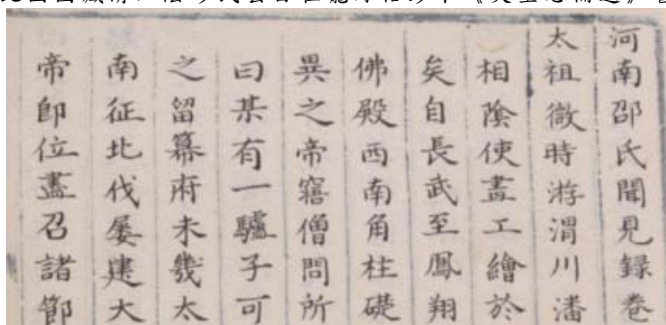 河南邵氏聞見録卷
太祖微時游渭川潘
相陰使畫工繪於
矣自長武至鳳翔
佛殿西南角柱礎
異之帝寤僧問所
曰某有一驢子可
之留幕府未幾太
南征北伐屢建大
帝即位盡召諸節